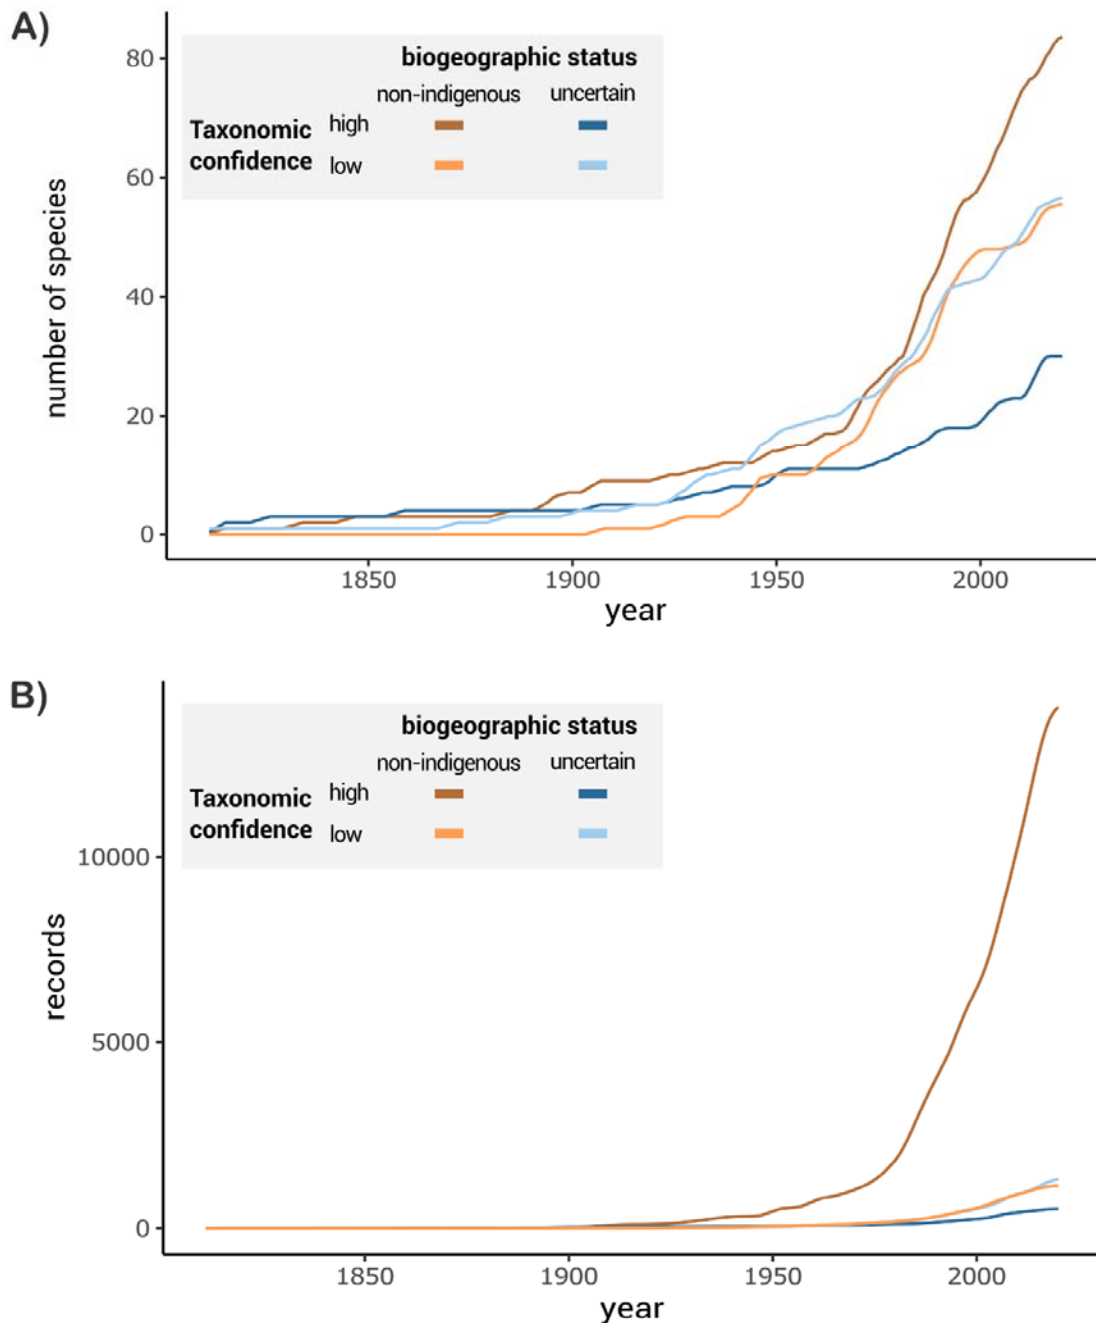 A)
biogeographic status
non-indigenous uncertain
Taxonomic confidence
high
low
number of species
80
60
40
20
0
1850 1900 1950 2000
year
B)
biogeographic status
non-indigenous uncertain
Taxonomic confidence
high
low
records
10000
5000
0
1850 1900 1950 2000
year